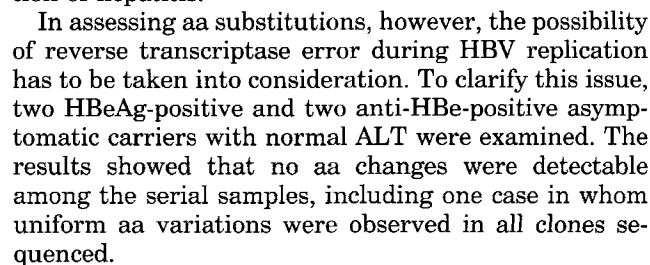 In assessing aa substitutions, however, the possibility
of reverse transcriptase error during HBV replication
has to be taken into consideration. To clarify this issue,
two HBeAg-positive and two anti-HBe-positive asymp-
tomatic carriers with normal ALT were examined. The
results showed that no aa changes were detectable
among the serial samples, including one case in whom
uniform aa variations were observed in all clones se-
quenced.